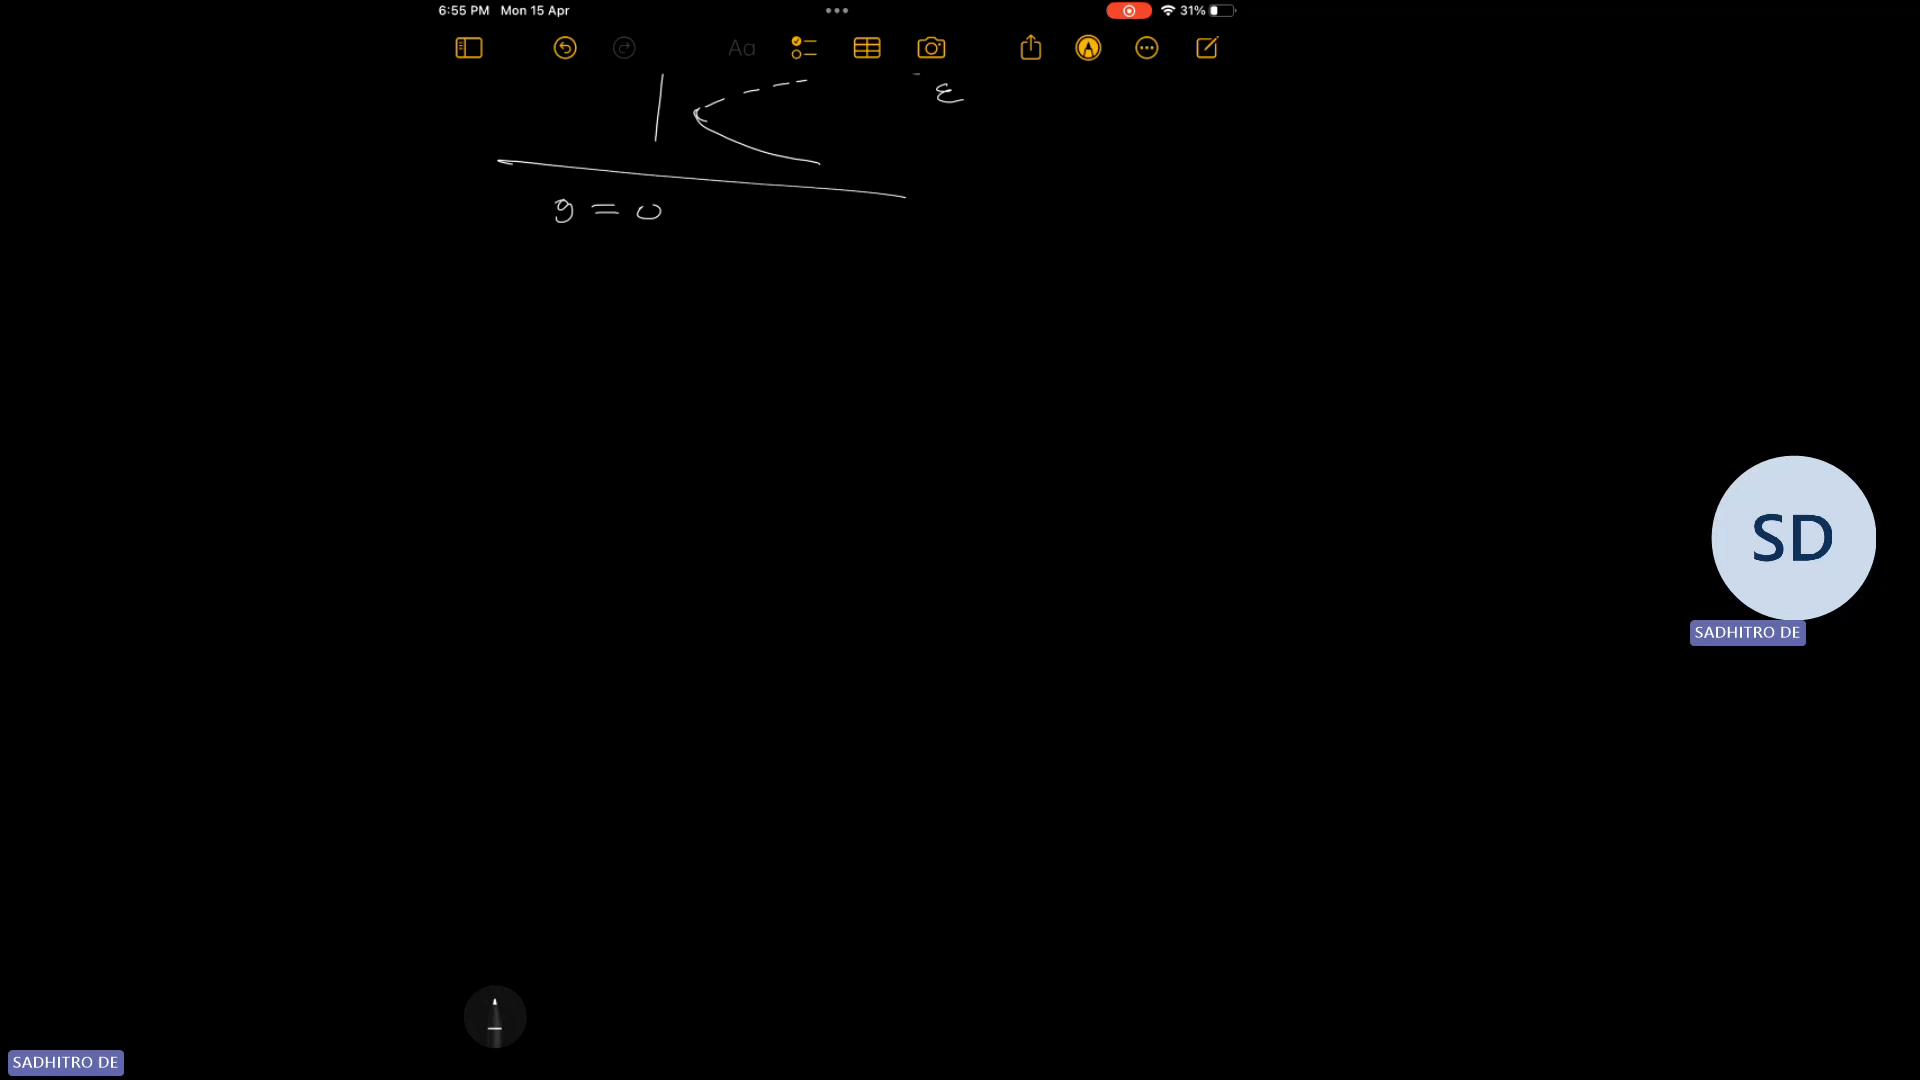 6:55 PM Mon 15 Apr
31%
Aa
ε
g = 0
SD
SADHITRO DE
SADHITRO DE